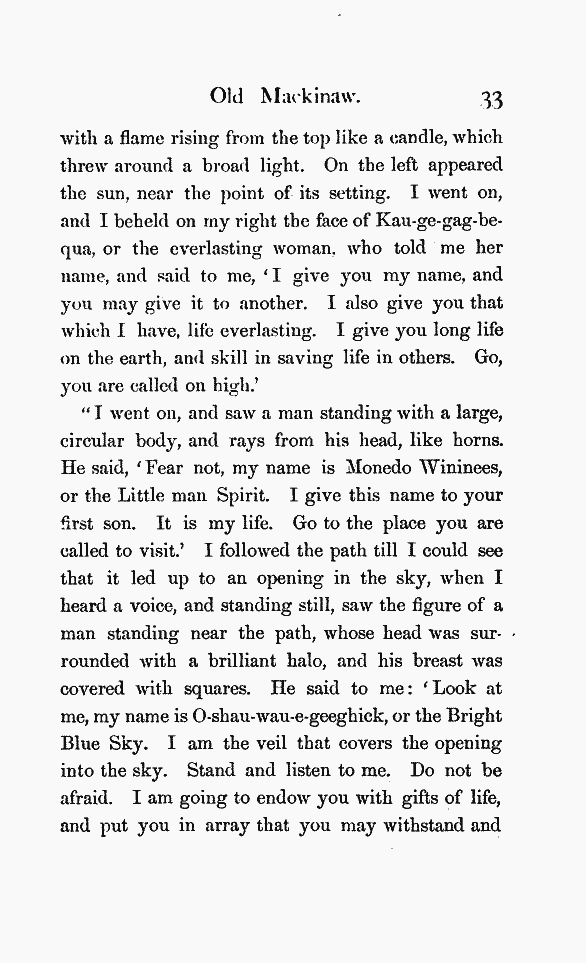 Old Mackinaw. 33
with a flame rising from the top like a candle, which
threw around a broad light. On the left appeared
the sun, near the point of its setting. I went on,
and I beheld on my right the face of Kau-ge-gag-be-
qua, or the everlasting woman, who told me her
name, and said to me, ‘I give you my name, and
you may give it to another. I also give you that
which I have, life everlasting. I give you long life
on the earth, and skill in saving life in others. Go,
you are called on high.’
“I went on, and saw a man standing with a large,
circular body, and rays from his head, like horns.
He said, ‘Fear not, my name is Monedo Wininees,
or the Little man Spirit. I give this name to your
first son. It is my life. Go to the place you are
called to visit.’ I followed the path till I could see
that it led up to an opening in the sky, when I
heard a voice, and standing still, saw the figure of a
man standing near the path, whose head was sur-
rounded with a brilliant halo, and his breast was
covered with squares. He said to me: ‘Look at
me, my name is O-shau-wau-e-geeghick, or the Bright
Blue Sky. I am the veil that covers the opening
into the sky. Stand and listen to me. Do not be
afraid. I am going to endow you with gifts of life,
and put you in array that you may withstand and